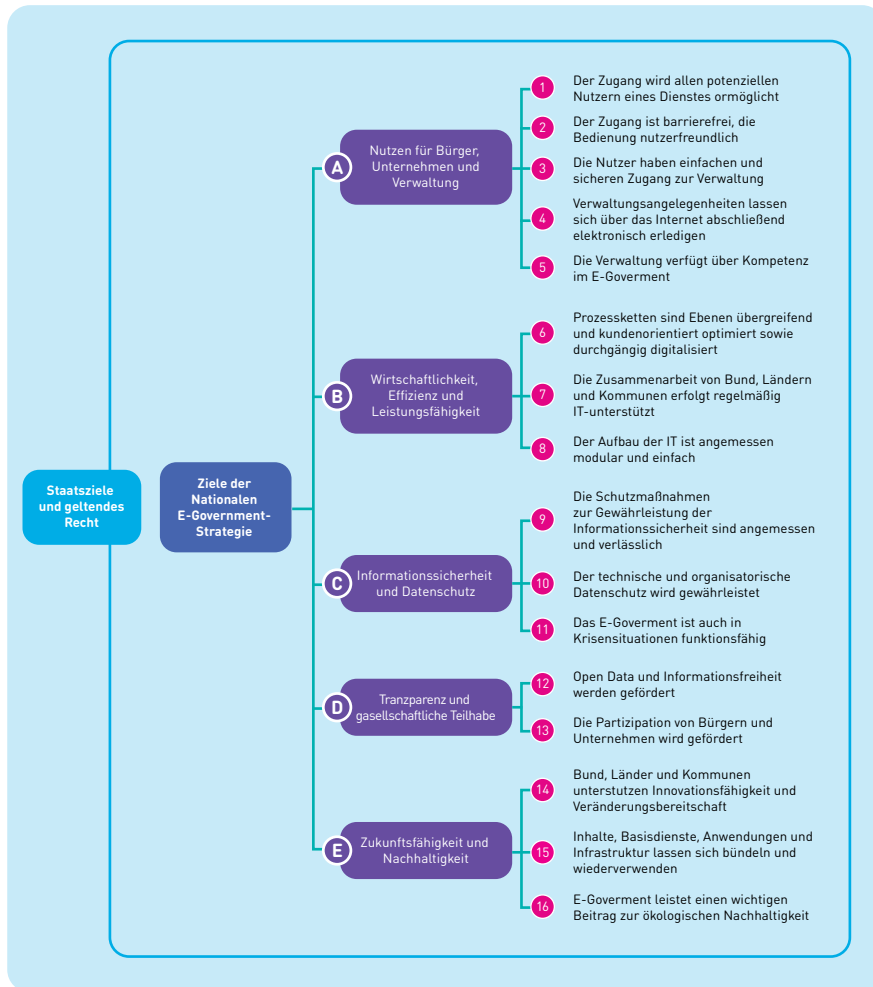 Staatsziele
und geltendes
Recht
Ziele der
Nationalen
E-Government-
Strategie
A
Nutzen für Bürger,
Unternehmen und
Verwaltung
1
Der Zugang wird allen potenziellen
Nutzern eines Dienstes ormöglicht
2
Der Zugang ist barrierefrei, die
Bedienung nutzerfreundlich
3
Die Nutzer haben einfachen und
sicheren Zugang zur Verwaltung
4
Verwaltungsangelegenheiten lassen
sich über das Internet abschließend
elektronisch erledigen
5
Die Verwaltung verfügt über Kompetenz
im E-Goverment
B
Wirtschaftlichkeit,
Effizienz und
Leistungsfähigkeit
6
Prozessketten sind Ebenen übergreifend
und kundenorientiert optimiert sowie
durchgängig digitalisiert
7
Die Zusammenarbeit von Bund, Ländern
und Kommunen erfolgt regelmäßig
IT-unterstützt
8
Der Aufbau der IT ist angemessen
modular und einfach
C
Informationssicherheit
und Datenschutz
9
Die Schutzmaßnahmen
zur Gewährleistung der
Informationssicherheit sind angemessen
und verlässlich
10
Der technische und organisatorische
Datenschutz wird gewährleistet
11
Das E-Goverment ist auch in
Krisensituationen funktionsfähig
D
Tranzparenz und
gasellschaftliche Teilhabe
12
Open Data und Informationsfreiheit
werden gefördert
13
Die Partizipation von Bürgern und
Unternehmen wird gefördert
E
Zukunftsfähigkeit und
Nachhaltigkeit
14
Bund, Länder und Kommunen
unterstutzen Innovationsfähigkeit und
Veränderungsbereitschaft
15
Inhalte, Basisdienste, Anwendungen und
Infrastruktur lassen sich bündeln und
wiederverwenden
16
E-Goverment leistet einen wichtigen
Beitrag zur ökologischen Nachhaltigkeit